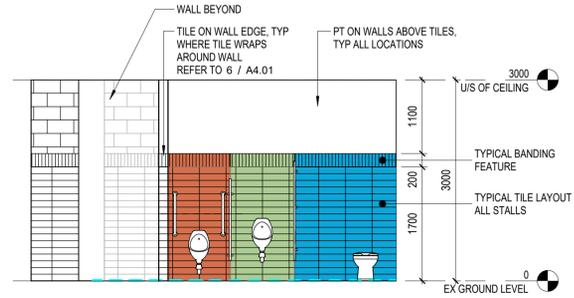 WALL BEYOND
TILE ON WALL EDGE, TYP
WHERE TILE WRAPS
AROUND WALL
REFER TO 6 / A4.01
PT ON WALLS ABOVE TILES,
TYP ALL LOCATIONS
3000
U/S OF CEILING
1100
200
1700
3000
TYPICAL BANDING
FEATURE
TYPICAL TILE LAYOUT
ALL STALLS
0
EX GROUND LEVEL